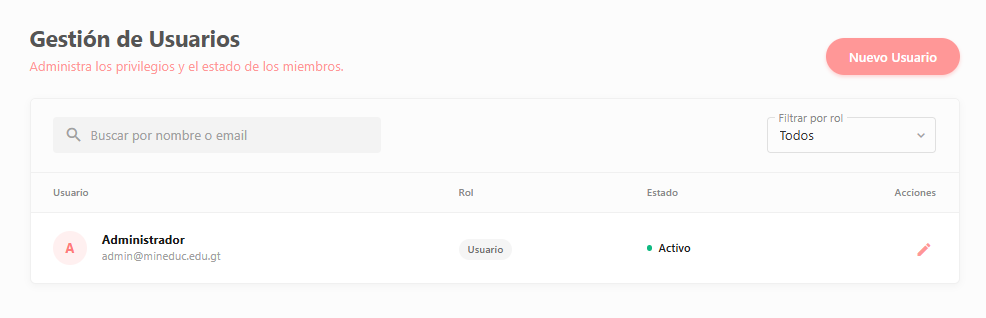 Gestión de Usuarios
Administra los privilegios y el estado de los miembros.
Nuevo Usuario
Buscar por nombre o email
Filtrar por rol
Todos
Usuario Rol Estado Acciones
A
Administrador
admin@mineduc.edu.gt
Usuario
Activo